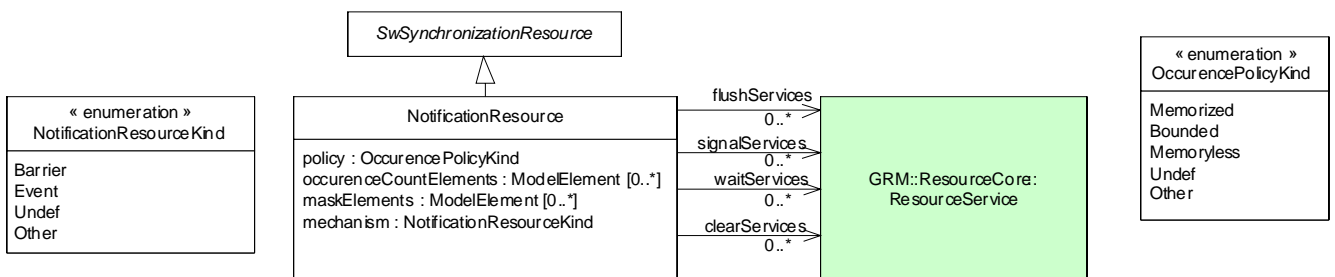 SwSynchronizationResource
« enumeration »
NotificationResourceKind
Barrier
Event
Undef
Other
NotificationResource
policy : OccurencePolicyKind
occurenceCountElements : ModelElement [0..*]
maskElements : ModelElement [0..*]
mechanism : NotificationResourceKind
flushServices
0..*
signalServices
0..*
waitServices
0..*
clearServices
0..*
GRM::ResourceCore::
ResourceService
« enumeration »
OccurencePolicyKind
Memorized
Bounded
Memoryless
Undef
Other